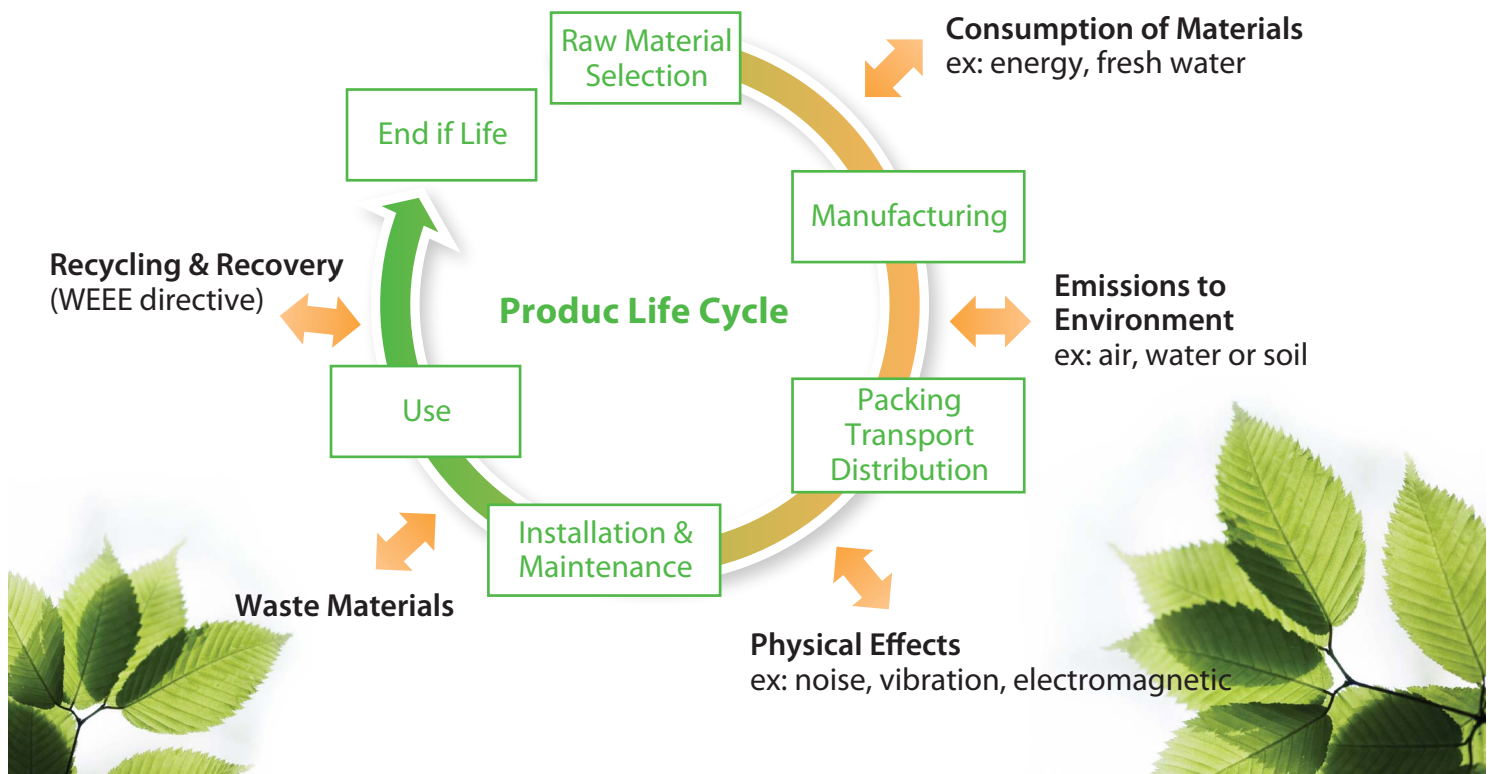 Raw Material
Selection
Consumption of Materials
ex: energy, fresh water
End if Life
Manufacturing
Recycling & Recovery
(WEEE directive)
Produc Life Cycle
Emissions to
Environment
ex: air, water or soil
Use
Packing
Transport
Distribution
Installation &
Maintenance
Waste Materials
Physical Effects
ex: noise, vibration, electromagnetic